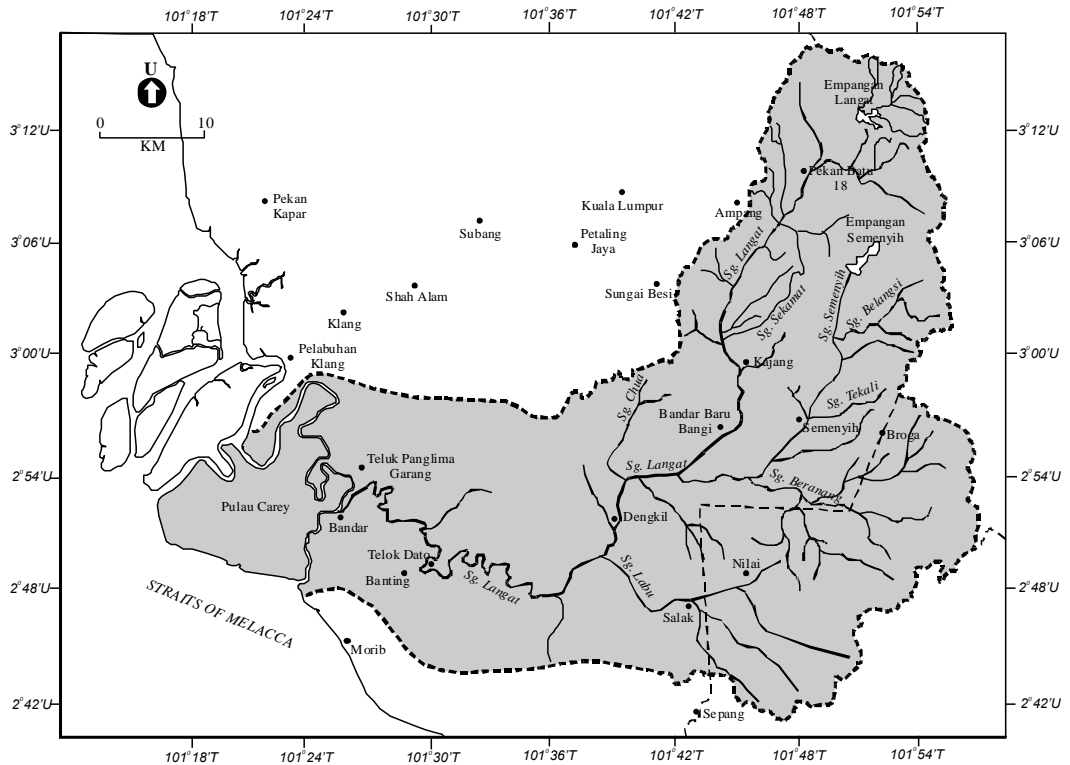 101°18'T
101°24'T
101°30'T
101°36'T
101°42'T
101°48'T
101°54'T
U
0 10
KM
3°12'U
3°12'U
Empangan
Langat
Pekan Batu
18
Pekan
Kapar
Kuala Lumpur
Ampang
Subang
Petaling
Jaya
Empangan
Semenyih
3°06'U
3°06'U
Sg. Langat
Sungai Besi
Shah Alam
Sg. Semenyih
Sg. Belangsi
Sg. Sekamat
Klang
Pelabuhan
Klang
3°00'U
3°00'U
Kajang
Sg. Chua
Sg. Tekali
Bandar Baru
Bangi
Semenyih
Broga
Teluk Panglima
Garang
Sg. Langat
2°54'U
2°54'U
Sg. Beranang
Pulau Carey
Bandar
Dengkil
Telok Dato
Banting
Sg. Langat
Sg. Labu
Nilai
2°48'U
2°48'U
STRAITS OF MELACCA
Salak
Morib
2°42'U
2°42'U
Sepang
101°18'T
101°24'T
101°30'T
101°36'T
101°42'T
101°48'T
101°54'T